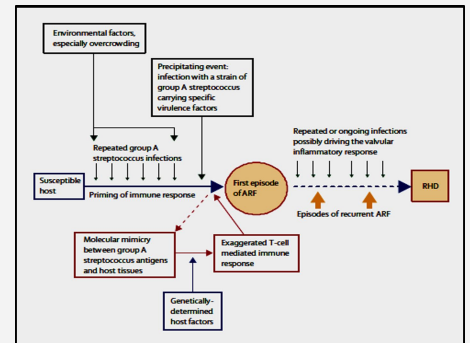 Environmental factors,
especially overcrowding
Precipitating event:
infection with a strain of
group A streptococcus
carrying specific
virulence factors
Repeated group A
streptococcus infections
Repeated or ongoing infections
possibly driving the valvular
inflammatory response
Susceptible
host
Priming of immune response
First episode
of ARF
RHD
Episodes of recurrent ARF
Molecular mimicry
between group A
streptococcus antigens
and host tissues
Exaggerated T-cell
mediated immune
response
Genetically-
determined
host factors